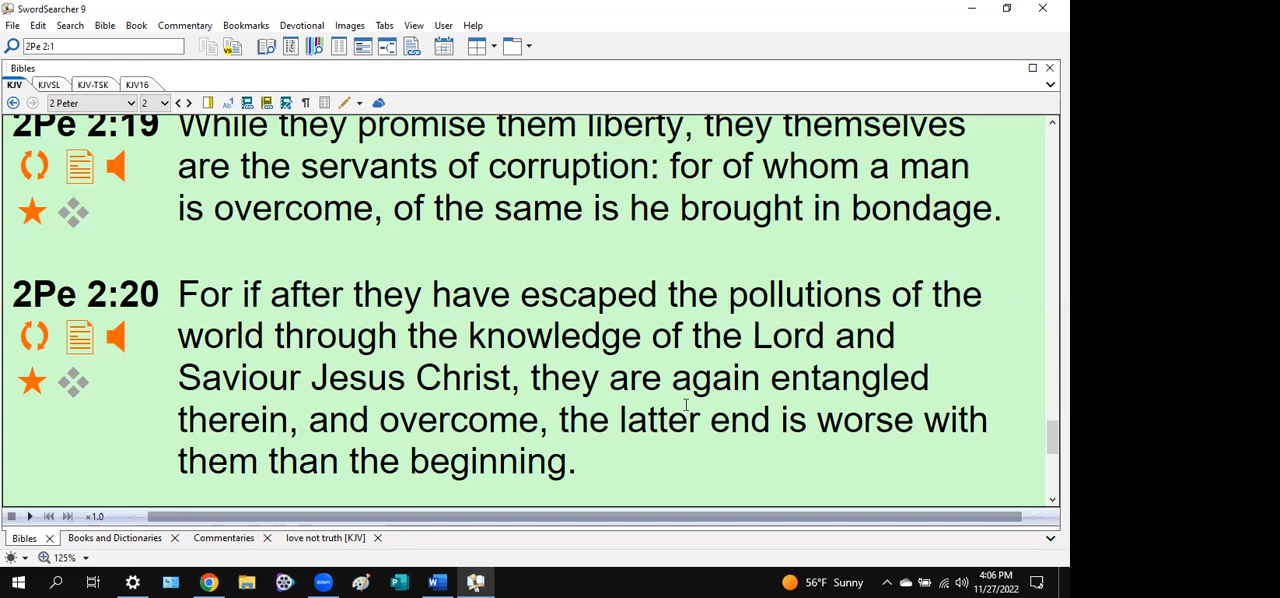 SwordSearcher 9
File Edit Search Bible Book Commentary Bookmarks Babies Images Tabs View User Help
2Pe 2:1
Bibles
KJV KJVSL KJV-TSK KJV16
2 Peter 2
2Pe 2:19 While they promise them liberty, they themselves
are the servants of corruption: for of whom a man
is overcome, of the same is he brought in bondage.
2Pe 2:20 For if after they have escaped the pollutions of the
world through the knowledge of the Lord and
Saviour Jesus Christ, they are again entangled
therein, and overcome, the latter end is worse with
them than the beginning.
×1.0
Bibles Books and Dictionaries Commentaries love not truth [KJV]
125%
56°F Sunny 4:06 PM
11/27/2022